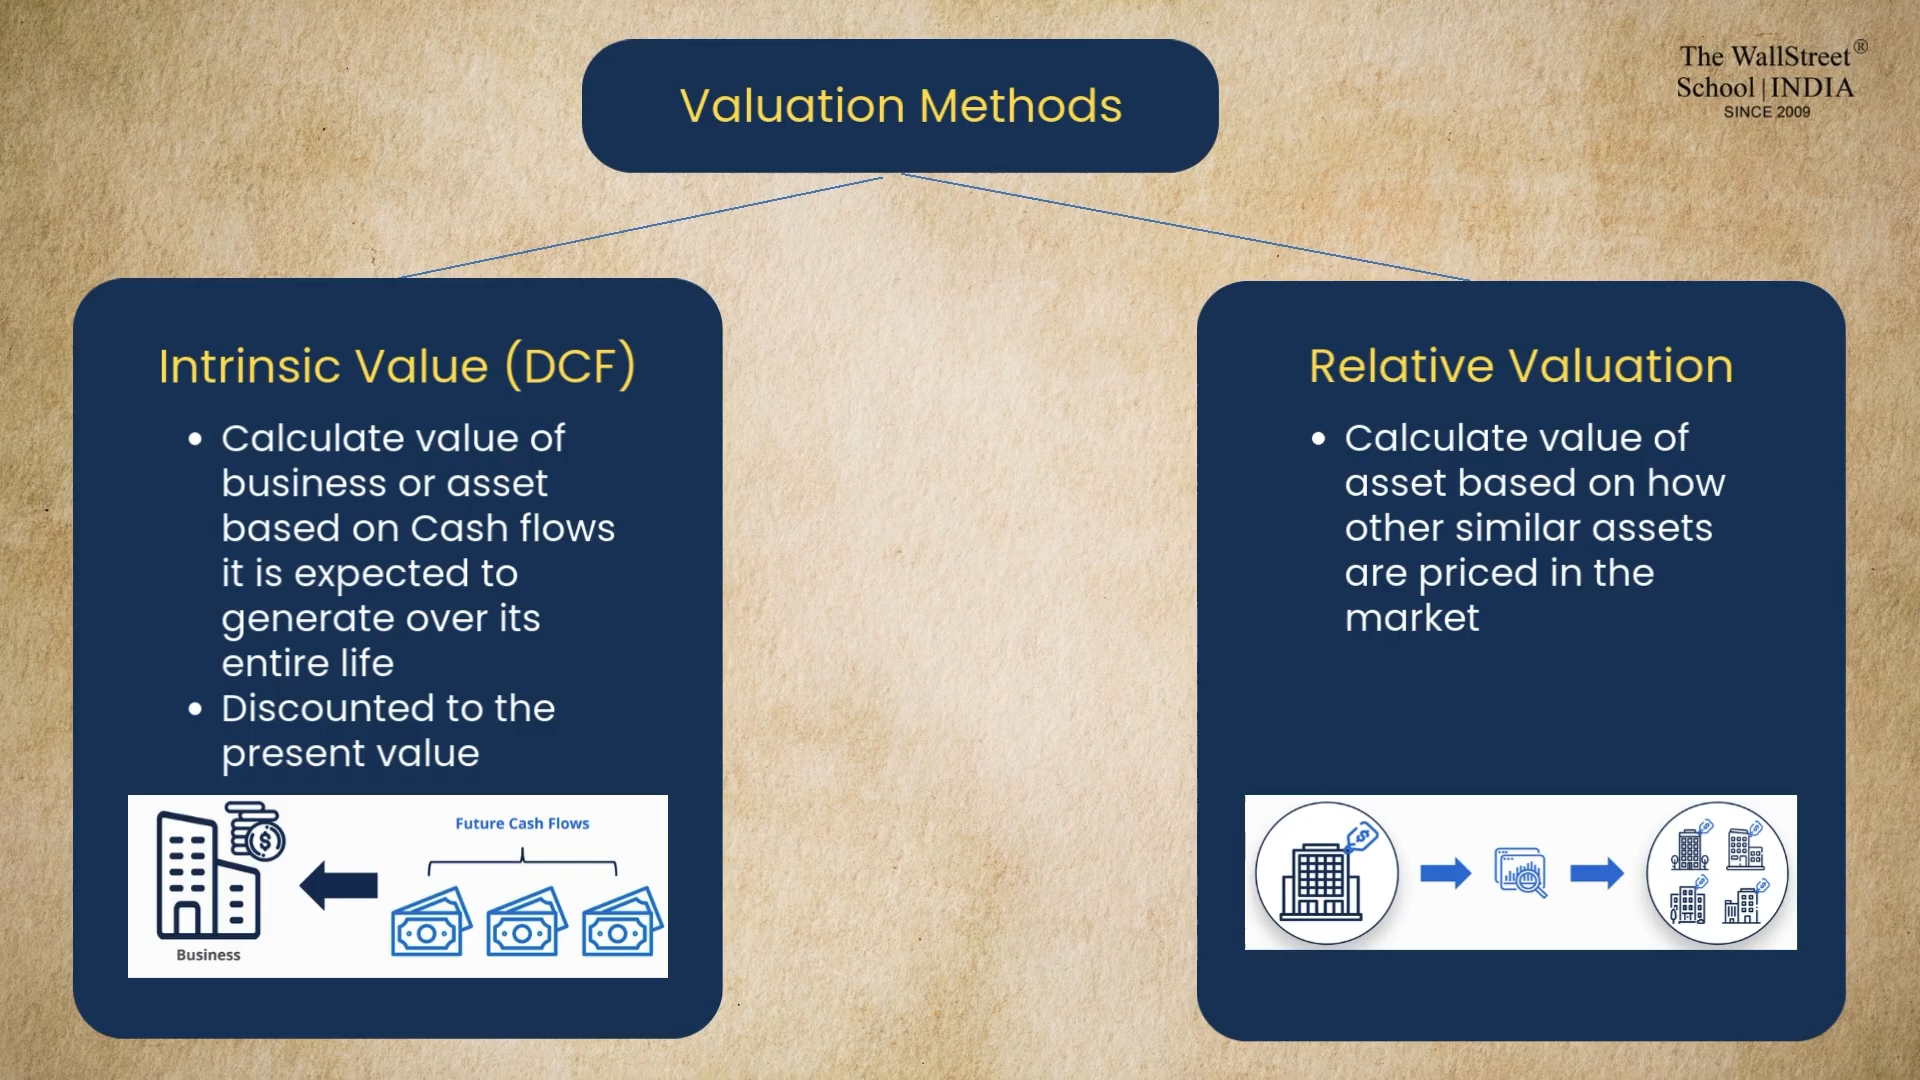 The WallStreet®
School | INDIA
SINCE 2009
Valuation Methods
Intrinsic Value (DCF)
• Calculate value of
business or asset
based on Cash flows
it is expected to
generate over its
entire life
• Discounted to the
present value
Future Cash Flows
Business
Relative Valuation
• Calculate value of
asset based on how
other similar assets
are priced in the
market